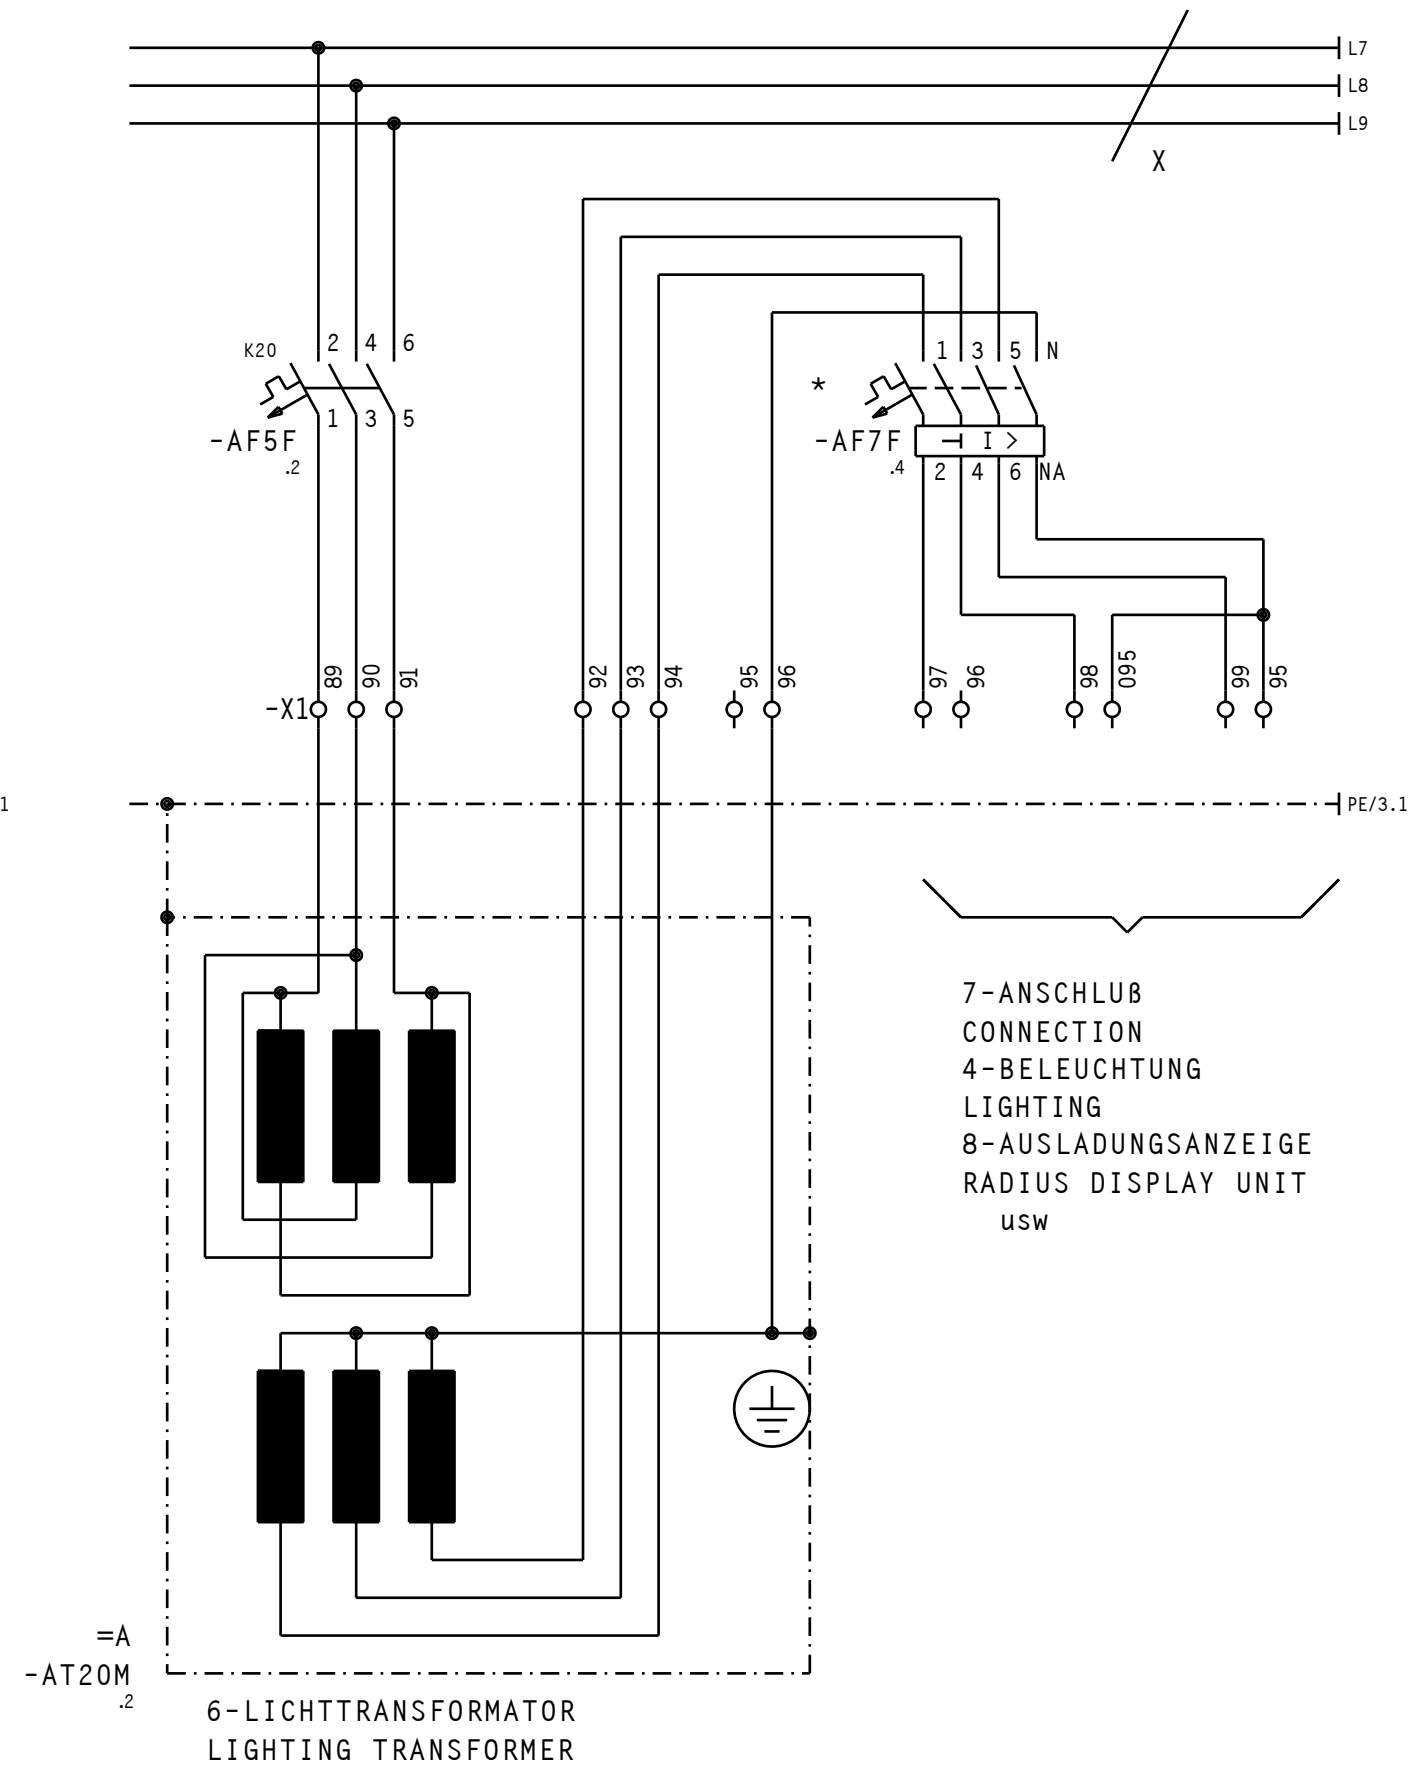 L7
L8
L9
X
K20
2
4
6
1
3
5
-AF5F
.2
*
1
3
5
N
-AF7F
.4
I >
2
4
6
NA
89
90
91
92
93
94
95
96
97
96
98
095
99
95
-X1
1
PE/3.1
7-ANSCHLUß
CONNECTION
4-BELEUCHTUNG
LIGHTING
8-AUSLADUNGSANZEIGE
RADIUS DISPLAY UNIT
usw
=A
-AT20M
.2
6-LICHTTRANSFORMATOR
LIGHTING TRANSFORMER